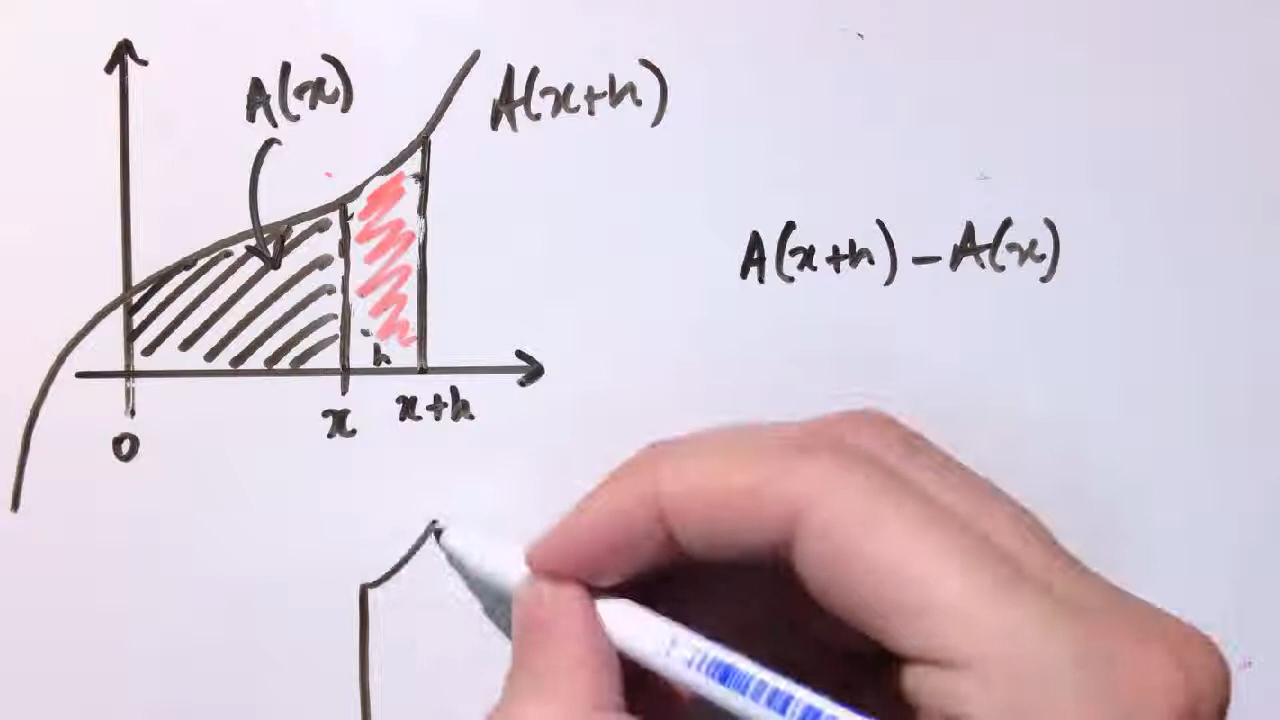 A(x)
A(x+h)
A(x+h) - A(x)
h
x
x+h
0